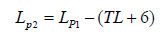 L_{p2} = L_{P1} − (TL + 6)